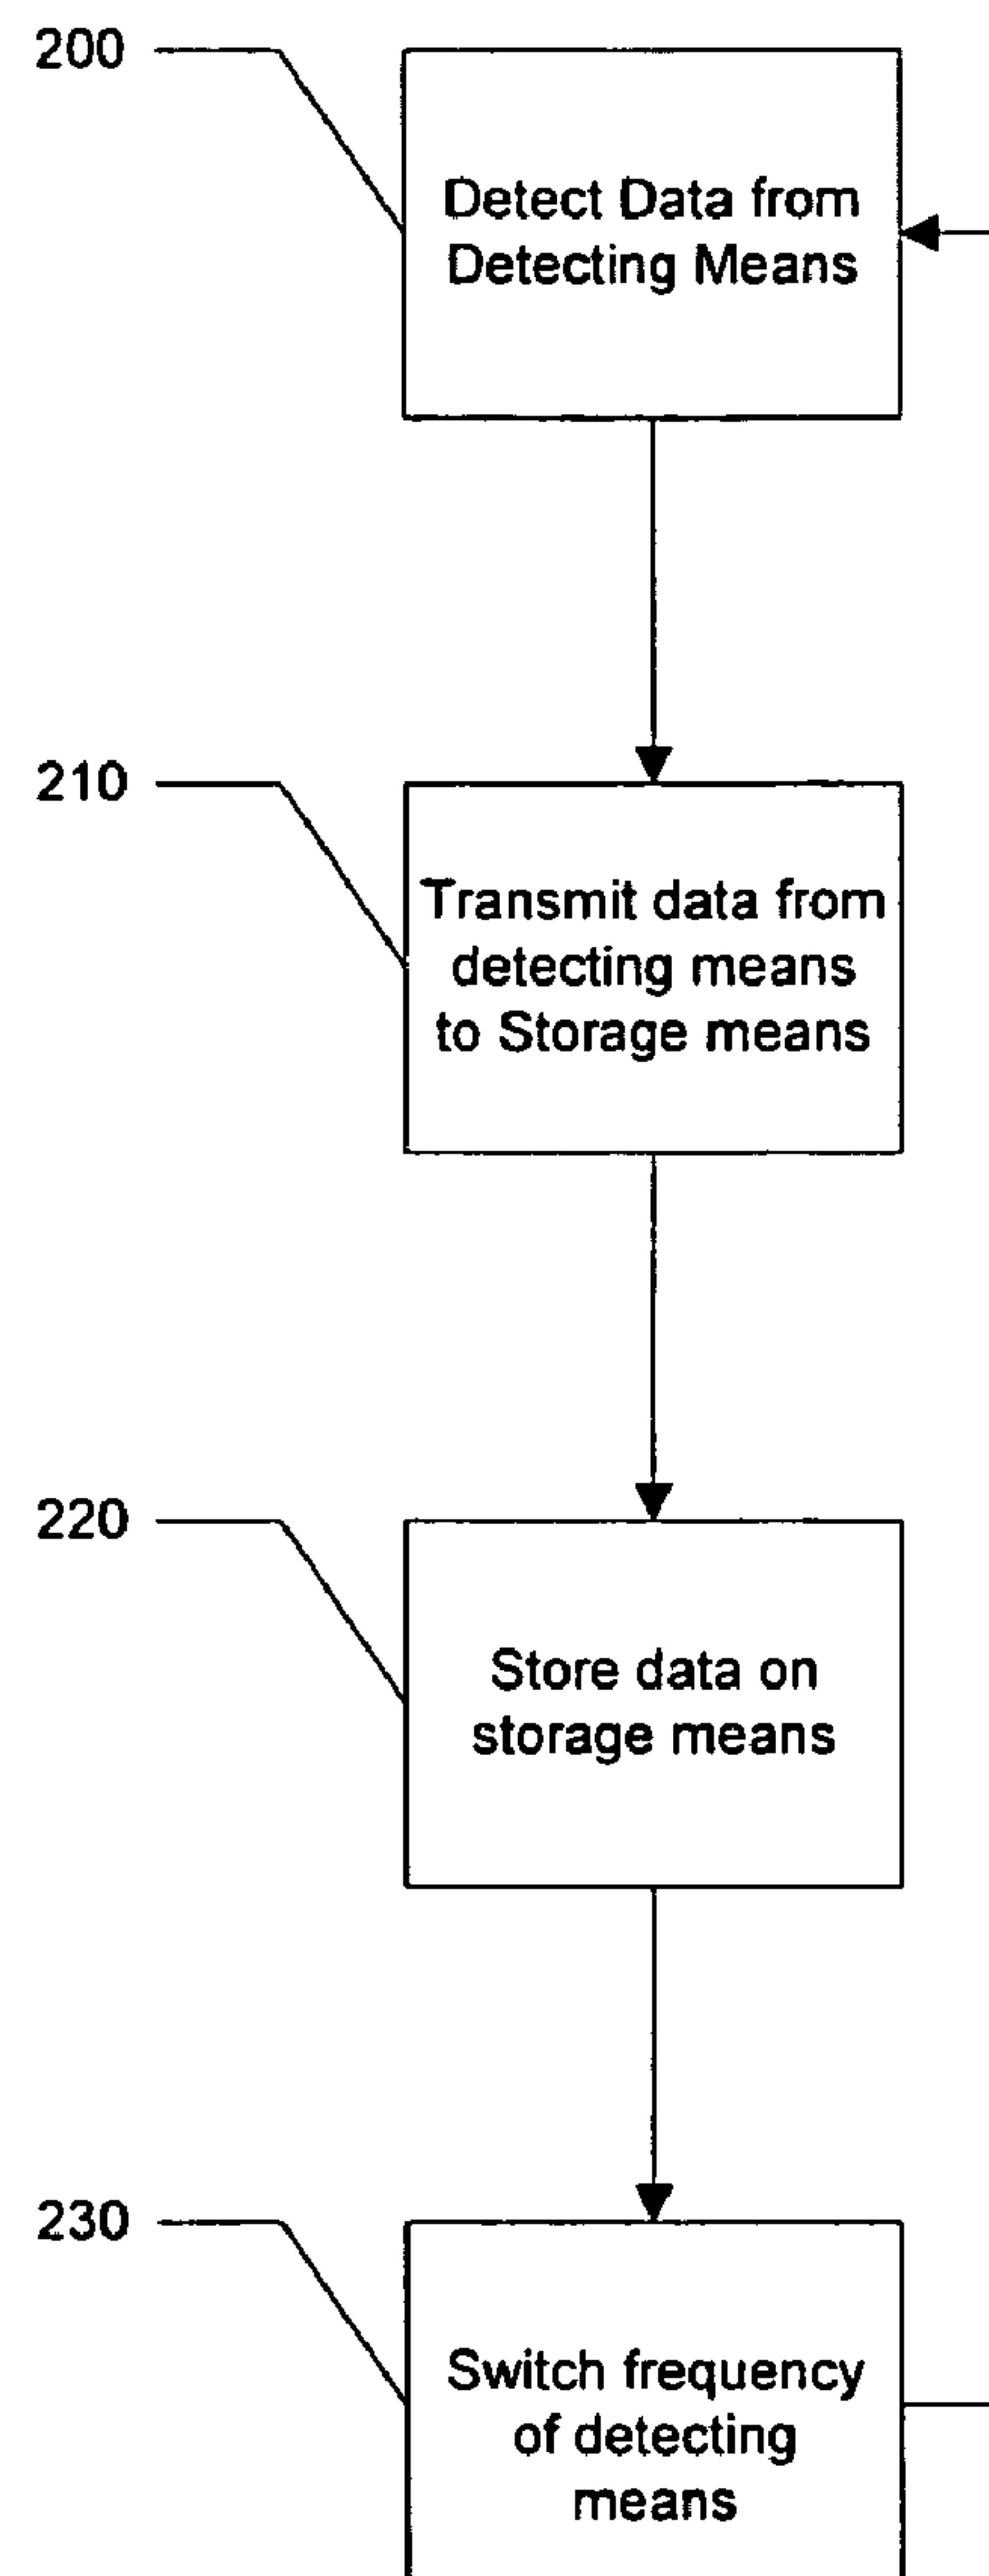 200
Detect Data from
Detecting Means
210
Transmit data from
detecting means
to Storage means
220
Store data on
storage means
230
Switch frequency
of detecting
means